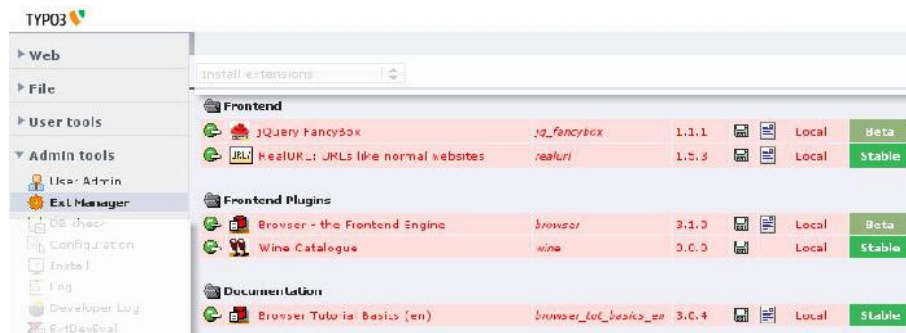 TYPO3
Web
File
User tools
Admin tools
User Admin
Ext Manager
DB check
Configuration
Install
Log
Developer Log
ExtDevEval
Install extensions
Frontend
jQuery FancyBox jq_fancybox 1.1.1 Local Beta
RealURL: URLs like normal websites realurl 1.5.3 Local Stable
Frontend Plugins
Browser - the Frontend Engine browser 3.1.0 Local Beta
Wine Catalogue wine 0.0.0 Local Stable
Documentation
Browser Tutorial Basics (en) browser_tut_basics_en 3.0.4 Local Stable